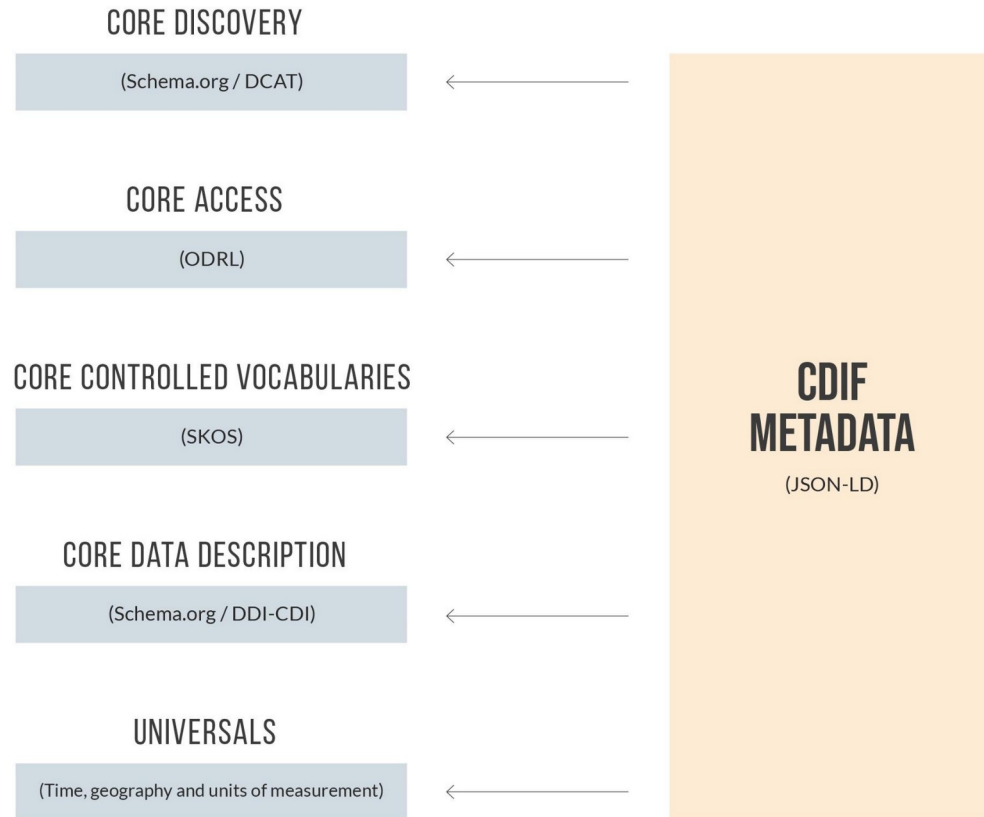 CORE DISCOVERY
(Schema.org / DCAT)
CORE ACCESS
(ODRL)
CORE CONTROLLED VOCABULARIES
(SKOS)
CORE DATA DESCRIPTION
(Schema.org / DDI-CDI)
UNIVERSALS
(Time, geography and units of measurement)
CDIF
METADATA
(JSON-LD)